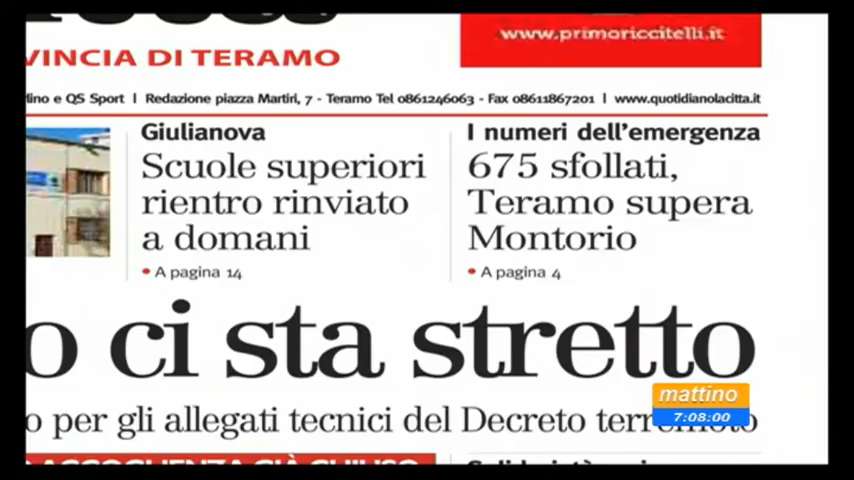 www.primoriccitelli.it
VINCIA DI TERAMO
lino e QS Sport | Redazione piazza Martiri, 7 - Teramo Tel 0861246063 - Fax 08611867201 | www.quotidianolacitta.it
Giulianova
Scuole superiori
rientro rinviato
a domani
• A pagina 14
I numeri dell'emergenza
675 sfollati,
Teramo supera
Montorio
• A pagina 4
o ci sta stretto
o per gli allegati tecnici del Decreto terremoto
mattino
7:08:00